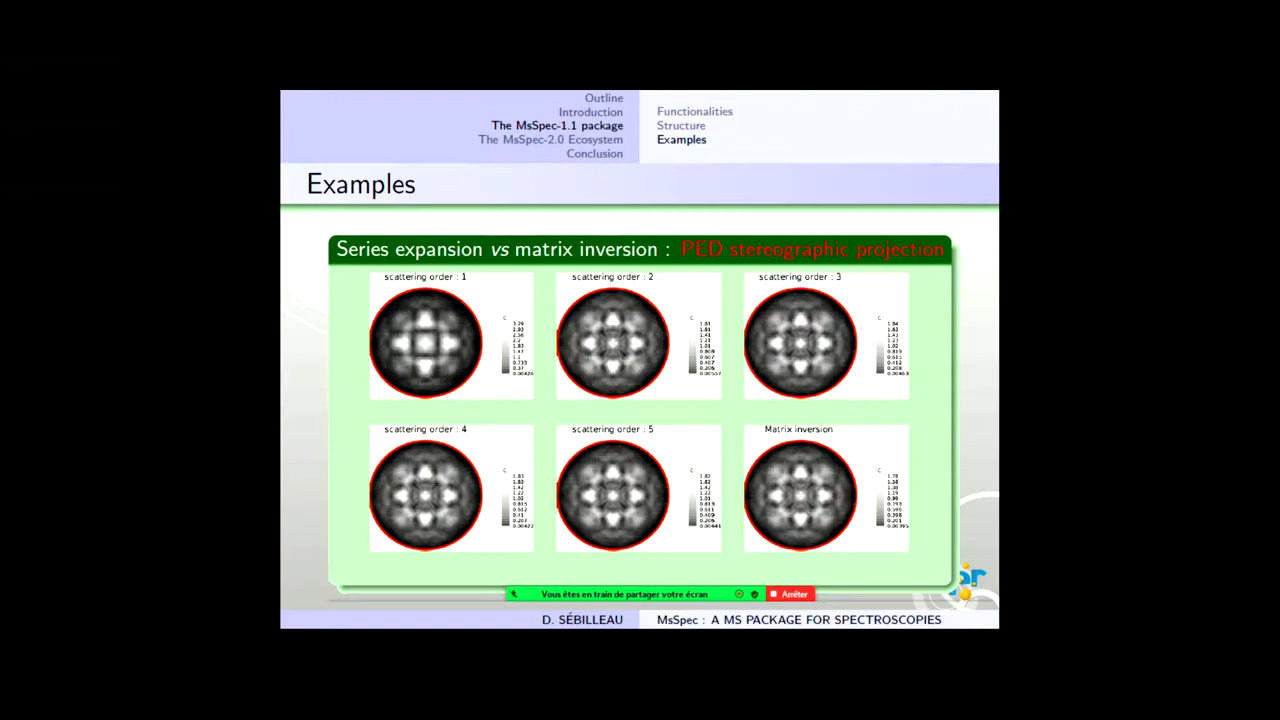 Outline
Introduction
The MsSpec-1.1 package
The MsSpec-2.0 Ecosystem
Conclusion
Functionalities
Structure
Examples
Examples
Series expansion vs matrix inversion : PED stereographic projection
scattering order : 1
scattering order : 2
scattering order : 3
scattering order : 4
scattering order : 5
Matrix inversion
Vous êtes en train de partager votre écran
Arrêter
D. SÉBILLEAU
MsSpec : A MS PACKAGE FOR SPECTROSCOPIES